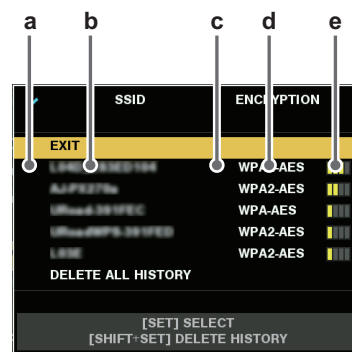 a b c d e
SSID ENCRYPTION
EXIT
WPA2-AES
WPA2-AES
WPA-AES
WPA2-AES
WPA2-AES
DELETE ALL HISTORY
[SET] SELECT
[SHIFT+SET] DELETE HISTORY